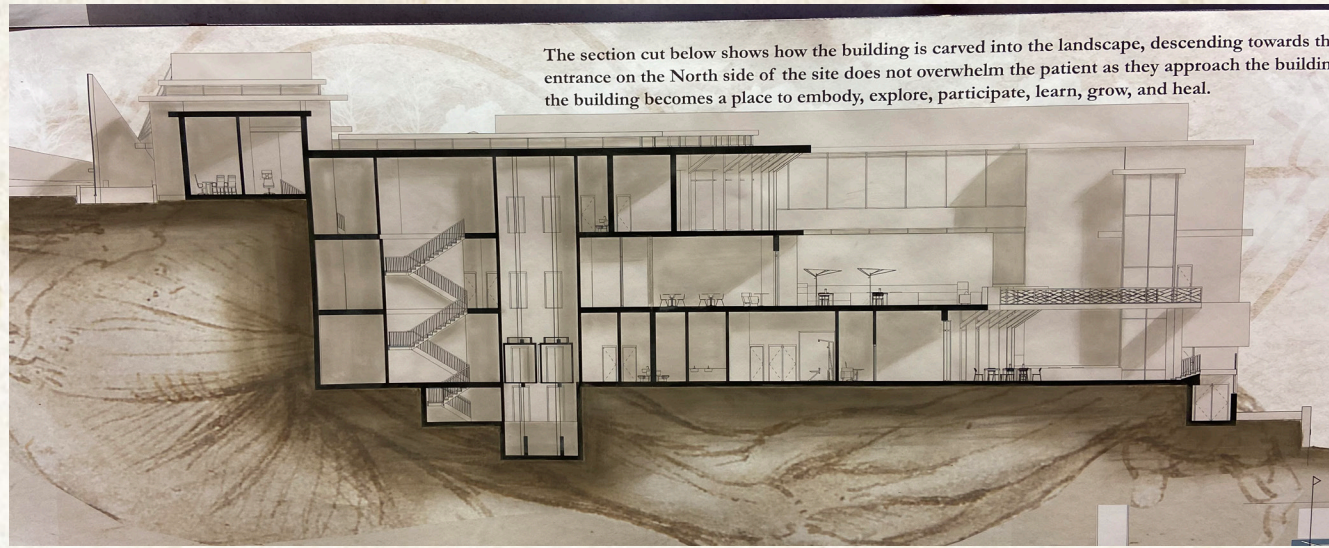 The section cut below shows how the building is carved into the landscape, descending towards
entrance on the North side of the site does not overwhelm the patient as they approach the
the building becomes a place to embody, explore, participate, learn, grow, and heal.